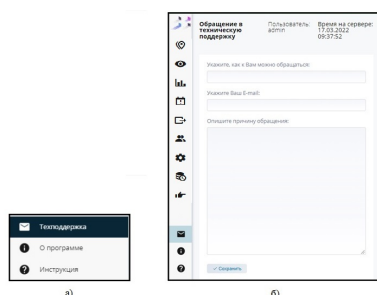 Обращение в
техническую
поддержку
Пользователь:
admin
Время на сервере:
17.03.2022
09:37:52
Укажите, как к Вам можно обращаться:
Укажите Ваш E-mail:
Опишите причину обращения:
✓ Сохранить
Техподдержка
О программе
Инструкция
а)
б)